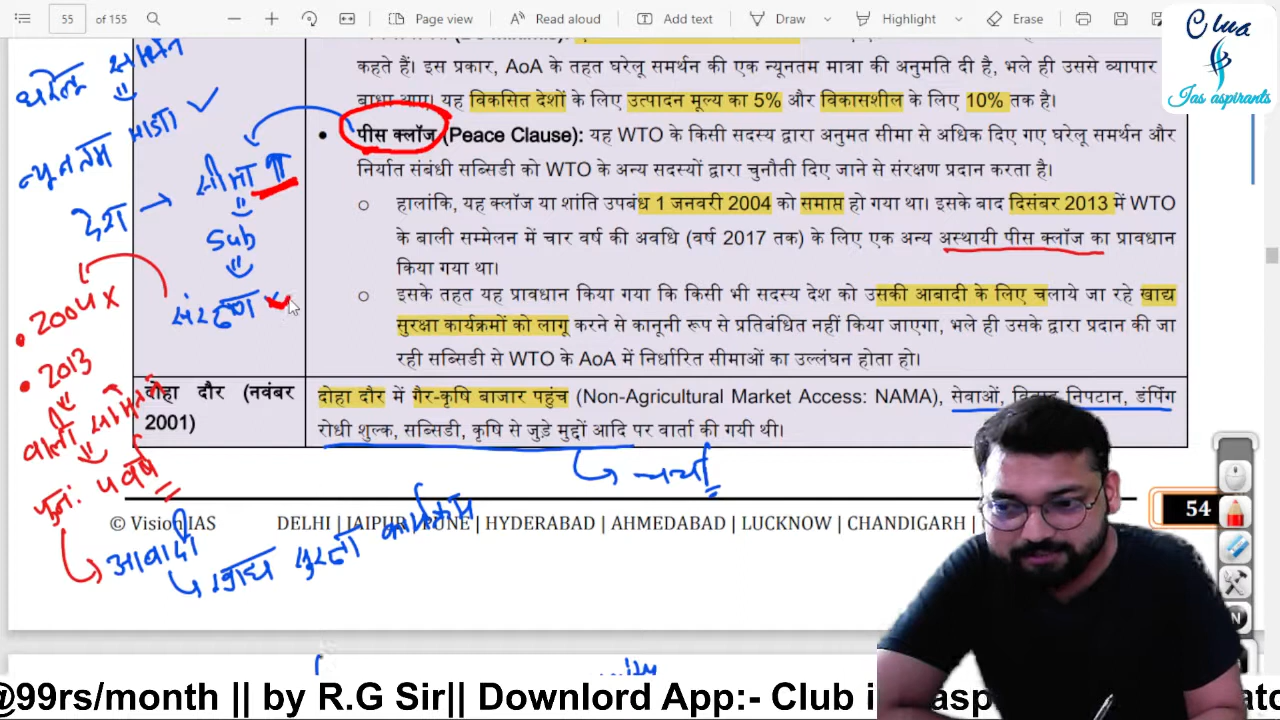 55 of 155
Page view
Read aloud
Add text
Draw
Highlight
Erase
Club
Ias aspirants
कहते हैं। इस प्रकार, AoA के तहत घरेलू समर्थन की एक न्यूनतम मात्रा की अनुमति दी है, भले ही उससे व्यापार
बाधा आए। यह विकसित देशों के लिए उत्पादन मूल्य का 5% और विकासशील के लिए 10% तक है।
• पीस क्लॉज (Peace Clause): यह WTO के किसी सदस्य द्वारा अनुमत सीमा से अधिक दिए गए घरेलू समर्थन और
निर्यात संबंधी सब्सिडी को WTO के अन्य सदस्यों द्वारा चुनौती दिए जाने से संरक्षण प्रदान करता है।
हालांकि, यह क्लॉज या शांति उपबंध 1 जनवरी 2004 को समाप्त हो गया था। इसके बाद दिसंबर 2013 में WTO
के बाली सम्मेलन में चार वर्ष की अवधि (वर्ष 2017 तक) के लिए एक अन्य अस्थायी पीस क्लॉज का प्रावधान
किया गया था।
इसके तहत यह प्रावधान किया गया कि किसी भी सदस्य देश को उसकी आबादी के लिए चलाये जा रहे खाद्य
सुरक्षा कार्यक्रमों को लागू करने से कानूनी रूप से प्रतिबंधित नहीं किया जाएगा, भले ही उसके द्वारा प्रदान की जा
रही सब्सिडी से WTO के AoA में निर्धारित सीमाओं का उल्लंघन होता हो।
दोहा दौर (नवंबर
2001)
दोहा दौर में गैर-कृषि बाजार पहुंच (Non-Agricultural Market Access: NAMA), सेवाओं, विवाद निपटान, डंपिंग
रोधी शुल्क, सब्सिडी, कृषि से जुड़े मुद्दों आदि पर वार्ता की गयी थी।
न्यूनतम मात्रा
सीमा
देश
Sub
संरक्षण
2004 x
2013
बाली
पुनः 4 वर्ष
आबादी
खाद्य सुरक्षा कार्यक्रम
चर्चा
54
© Vision IAS
DELHI | JAIPUR | PUNE | HYDERABAD | AHMEDABAD | LUCKNOW | CHANDIGARH |
@99rs/month || by R.G Sir|| Downlord App:- Club i